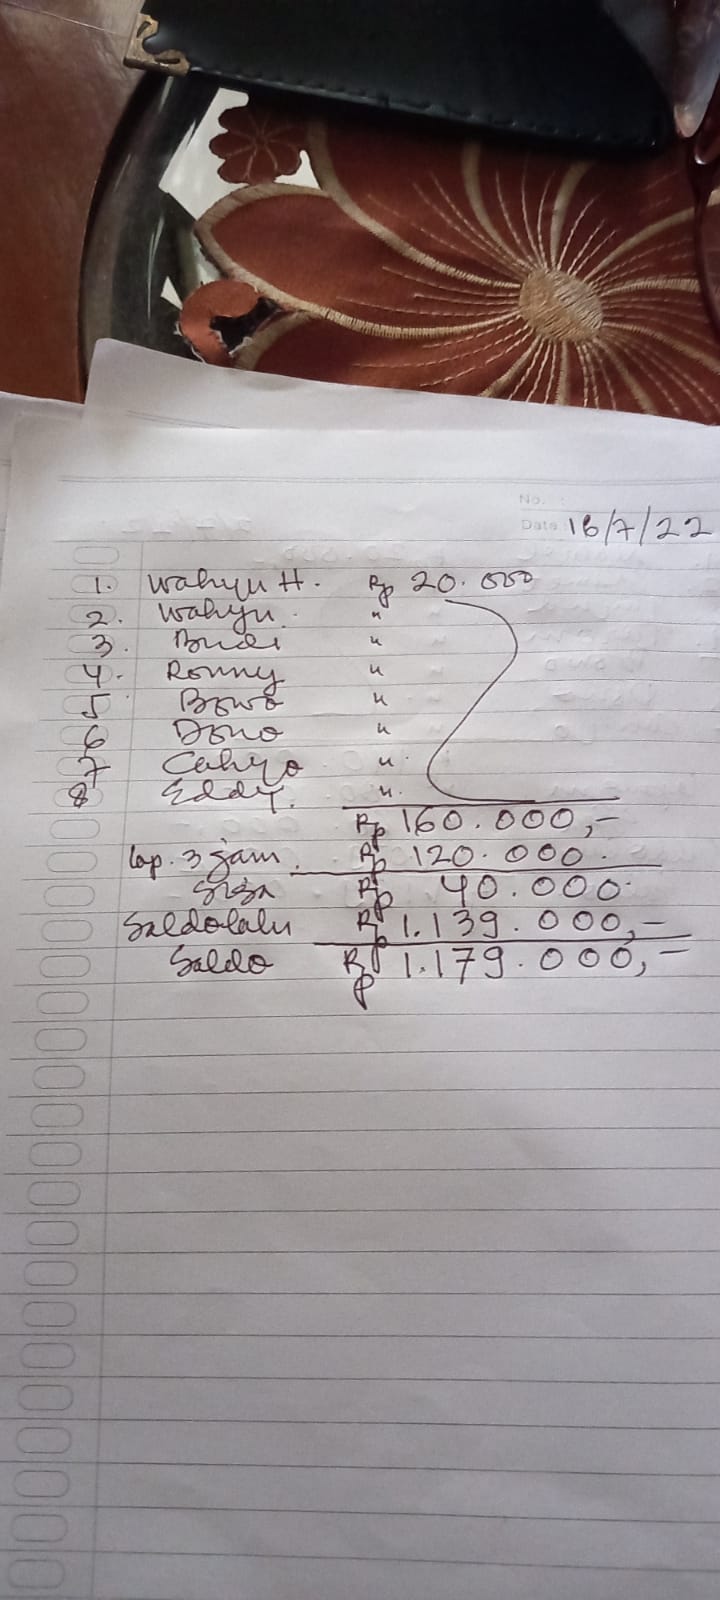 No. :
Date : 16/7/22
1. Wahyu H. Rp 20.000
2. Wahyu. "
3. Budi "
4. Ronny "
5 Bowo "
6 Dono "
7 Cahyo "
8 Eddy. "
Rp 160.000,-
Lap. 3 jam. Rp 120.000.
Sisa Rp 40.000
Saldo lalu Rp 1.139.000,-
Saldo Rp 1.179.000,-